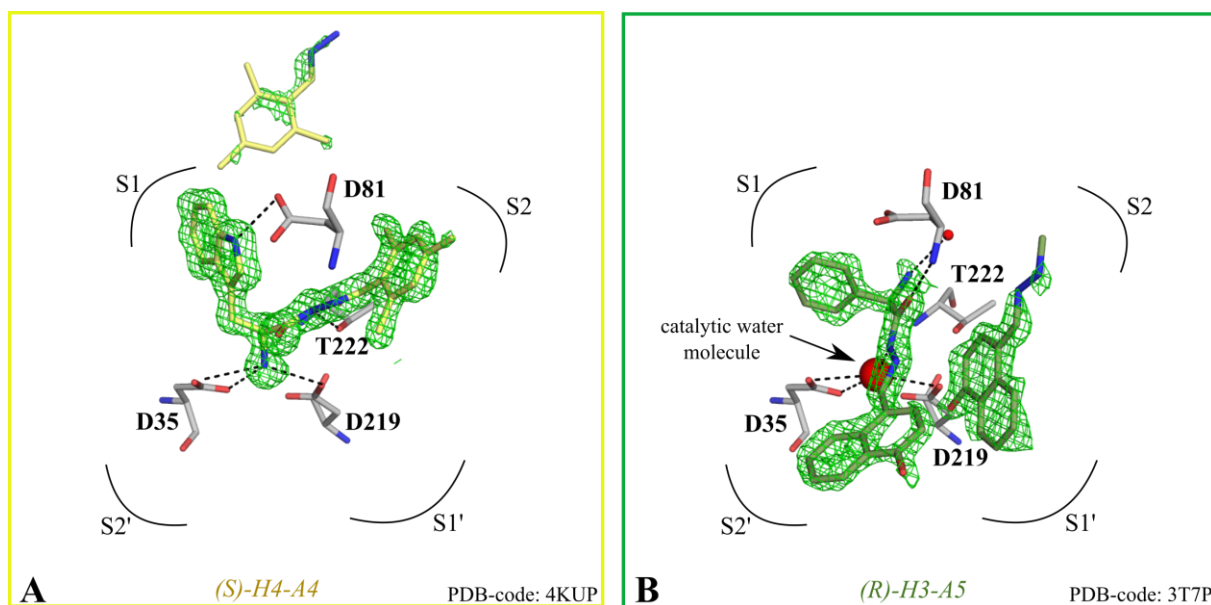 S1
D81
S2
T222
D35
D219
S2'
S1'
A
(S)-H4-A4
PDB-code: 4KUP
S1
D81
S2
T222
catalytic water
molecule
D35
D219
S2'
S1'
B
(R)-H3-A5
PDB-code: 3T7P